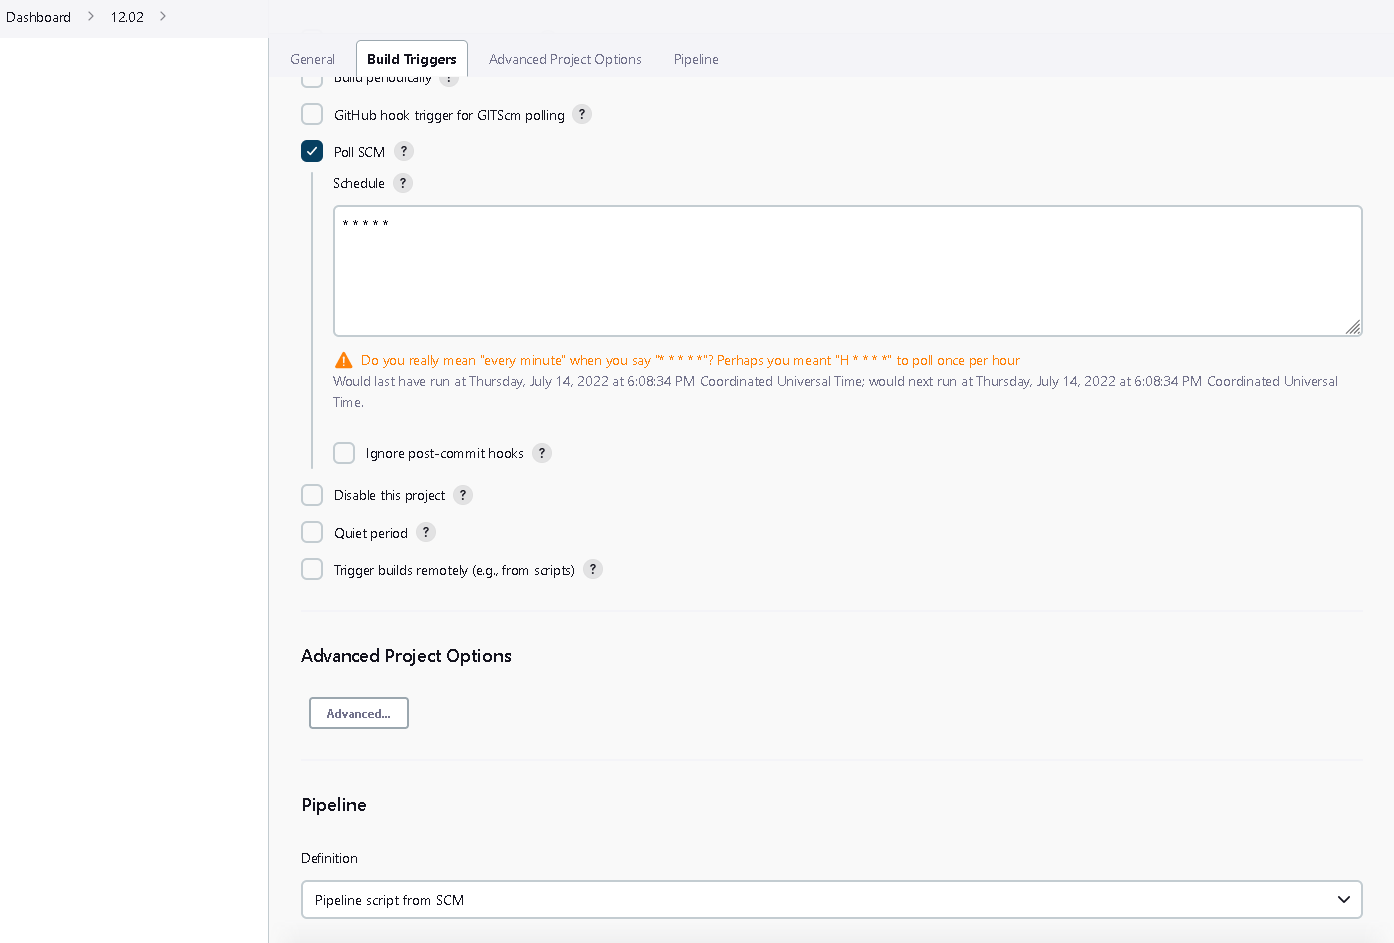 Dashboard > 12.02 >
General Build Triggers Advanced Project Options Pipeline
Build periodically ?
GitHub hook trigger for GITScm polling ?
Poll SCM ?
Schedule ?
* * * * *
Do you really mean "every minute" when you say "* * * * *"? Perhaps you meant "H * * * *" to poll once per hour
Would last have run at Thursday, July 14, 2022 at 6:08:34 PM Coordinated Universal Time; would next run at Thursday, July 14, 2022 at 6:08:34 PM Coordinated Universal
Time.
Ignore post-commit hooks ?
Disable this project ?
Quiet period ?
Trigger builds remotely (e.g., from scripts) ?
Advanced Project Options
Advanced...
Pipeline
Definition
Pipeline script from SCM